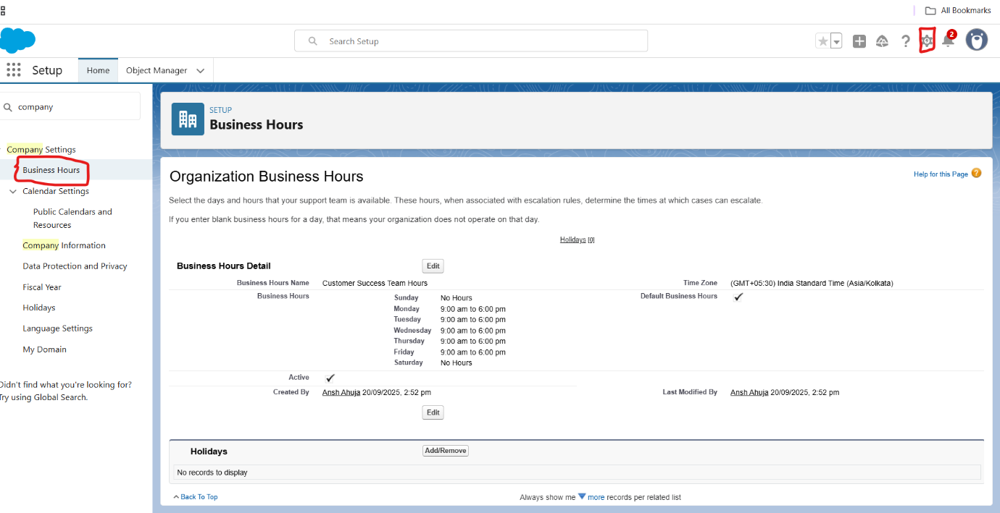 All Bookmarks
Search Setup
2
Setup
Home
Object Manager
company
Company Settings
Business Hours
Calendar Settings
Public Calendars and
Resources
Company Information
Data Protection and Privacy
Fiscal Year
Holidays
Language Settings
My Domain
Didn't find what you're looking for?
Try using Global Search.
SETUP
Business Hours
Organization Business Hours
Help for this Page ?
Select the days and hours that your support team is available. These hours, when associated with escalation rules, determine the times at which cases can escalate.
If you enter blank business hours for a day, that means your organization does not operate on that day.
Holidays [0]
Business Hours Detail Edit
Business Hours Name Customer Success Team Hours Time Zone (GMT+05:30) India Standard Time (Asia/Kolkata)
Business Hours Default Business Hours ✓
Sunday No Hours
Monday 9:00 am to 6:00 pm
Tuesday 9:00 am to 6:00 pm
Wednesday 9:00 am to 6:00 pm
Thursday 9:00 am to 6:00 pm
Friday 9:00 am to 6:00 pm
Saturday No Hours
Active ✓
Created By Ansh Ahuja 20/09/2025, 2:52 pm Last Modified By Ansh Ahuja 20/09/2025, 2:52 pm
Edit
Holidays Add/Remove
No records to display
Back To Top Always show me more records per related list